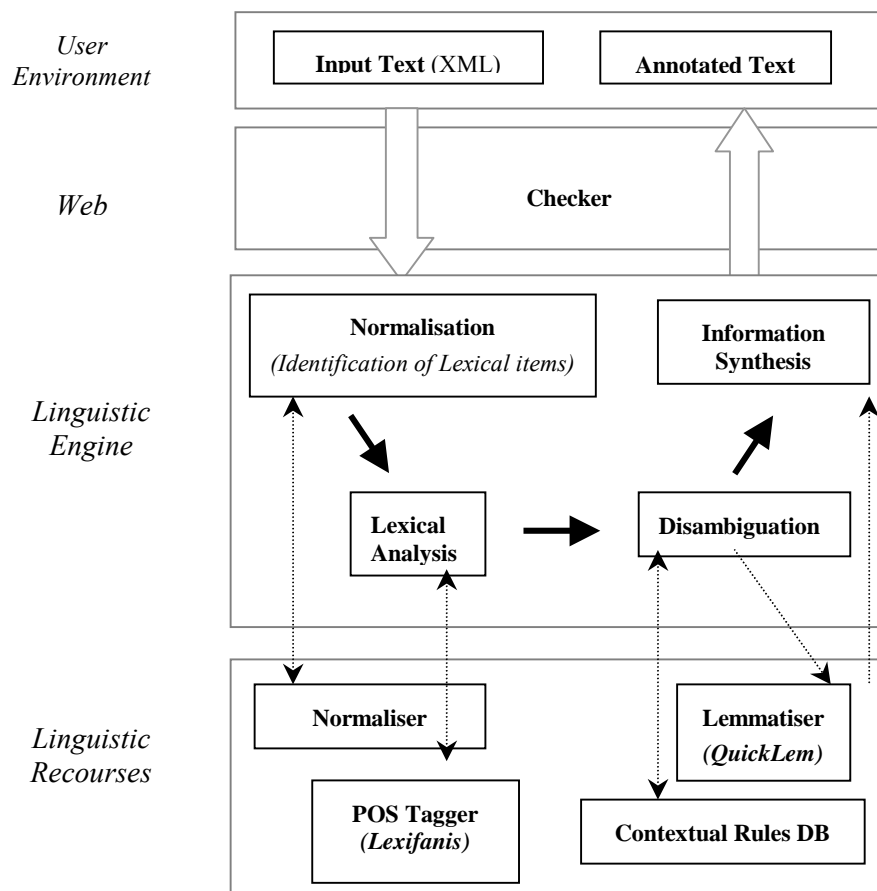 User
Environment
Input Text (XML)
Annotated Text
Web
Checker
Linguistic
Engine
Normalisation
(Identification of Lexical items)
Information
Synthesis
Lexical
Analysis
Disambiguation
Linguistic
Recourses
Normaliser
Lemmatiser
(QuickLem)
POS Tagger
(Lexifanis)
Contextual Rules DB